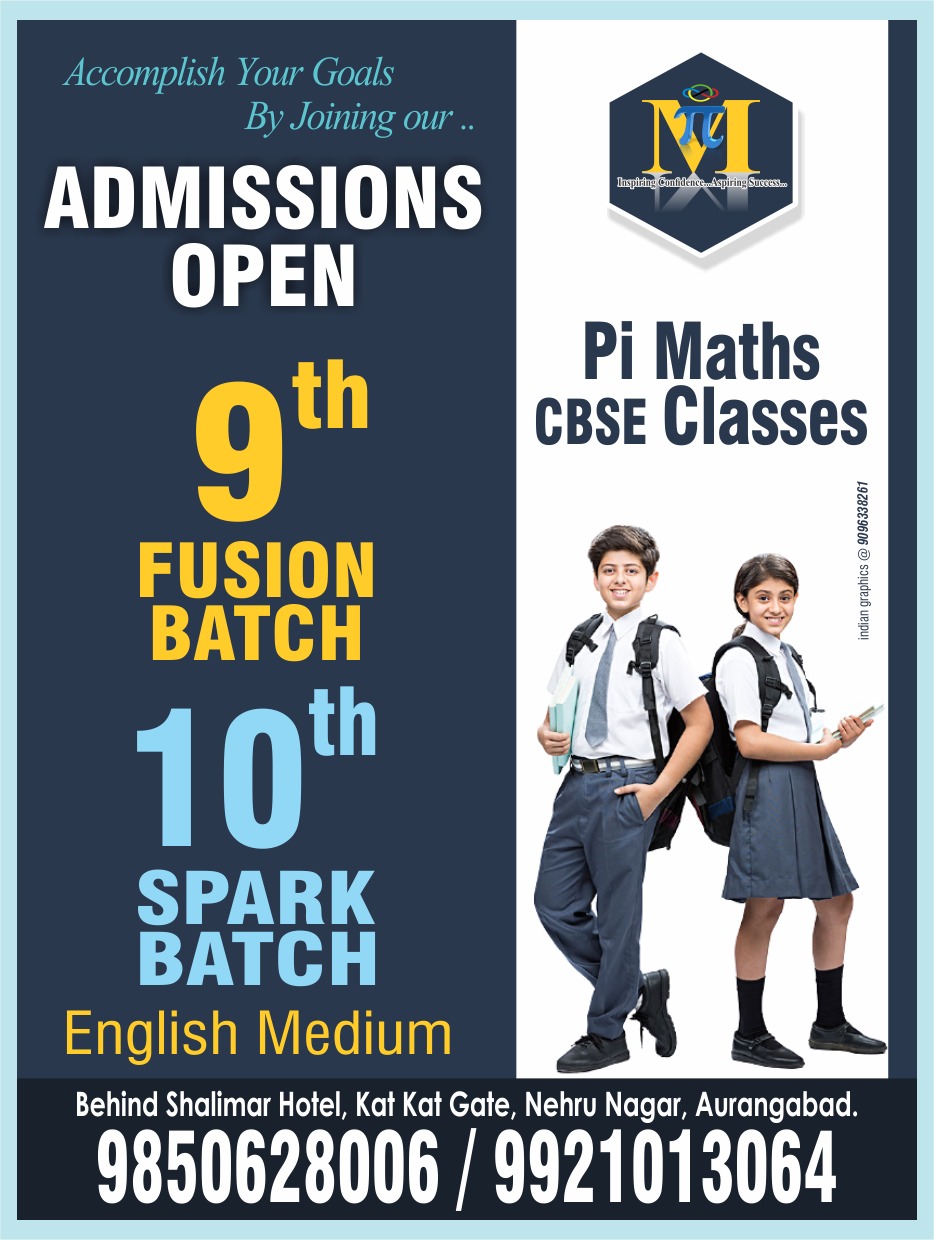 Accomplish Your Goals
By Joining our ..
ADMISSIONS
OPEN
9th
FUSION
BATCH
10th
SPARK
BATCH
English Medium
M
π
Inspiring Confidence...Aspiring Success...
Pi Maths
CBSE Classes
indian graphics @ 9096338261
Behind Shalimar Hotel, Kat Kat Gate, Nehru Nagar, Aurangabad.
9850628006 / 9921013064